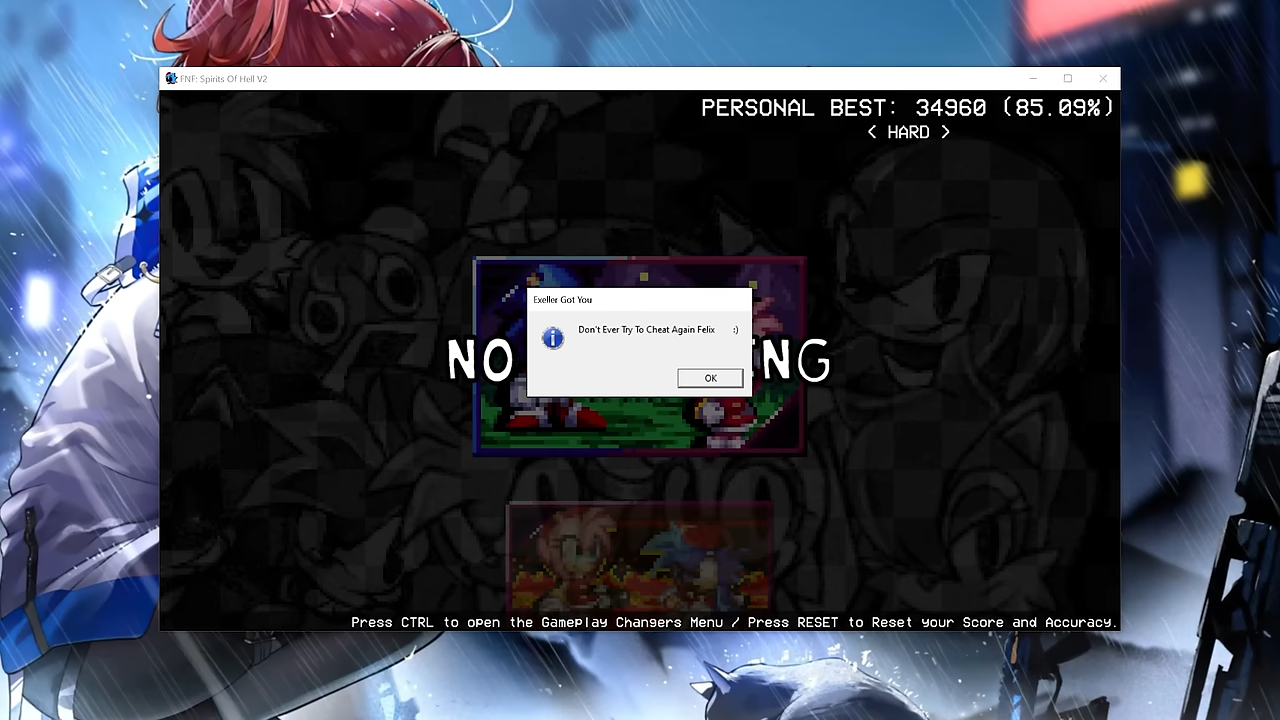 FNF: Spirits Of Hell V2
PERSONAL BEST: 34960 (85.09%)
< HARD >
Exeller Got You
Don't Ever Try To Cheat Again Felix :)
OK
NO
NG
Press CTRL to open the Gameplay Changers Menu / Press RESET to Reset your Score and Accuracy.